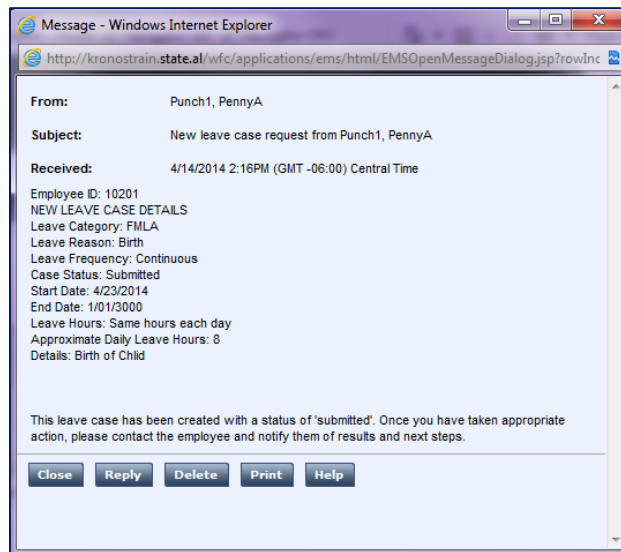 Message - Windows Internet Explorer
http://kronostrain.state.al/wfc/applications/ems/html/EMSOpenMessageDialog.jsp?rowInc
From: Punch1, PennyA
Subject: New leave case request from Punch1, PennyA
Received: 4/14/2014 2:16PM (GMT -06:00) Central Time
Employee ID: 10201
NEW LEAVE CASE DETAILS
Leave Category: FMLA
Leave Reason: Birth
Leave Frequency: Continuous
Case Status: Submitted
Start Date: 4/23/2014
End Date: 1/01/3000
Leave Hours: Same hours each day
Approximate Daily Leave Hours: 8
Details: Birth of Chlid
This leave case has been created with a status of 'submitted'. Once you have taken appropriate
action, please contact the employee and notify them of results and next steps.
Close Reply Delete Print Help